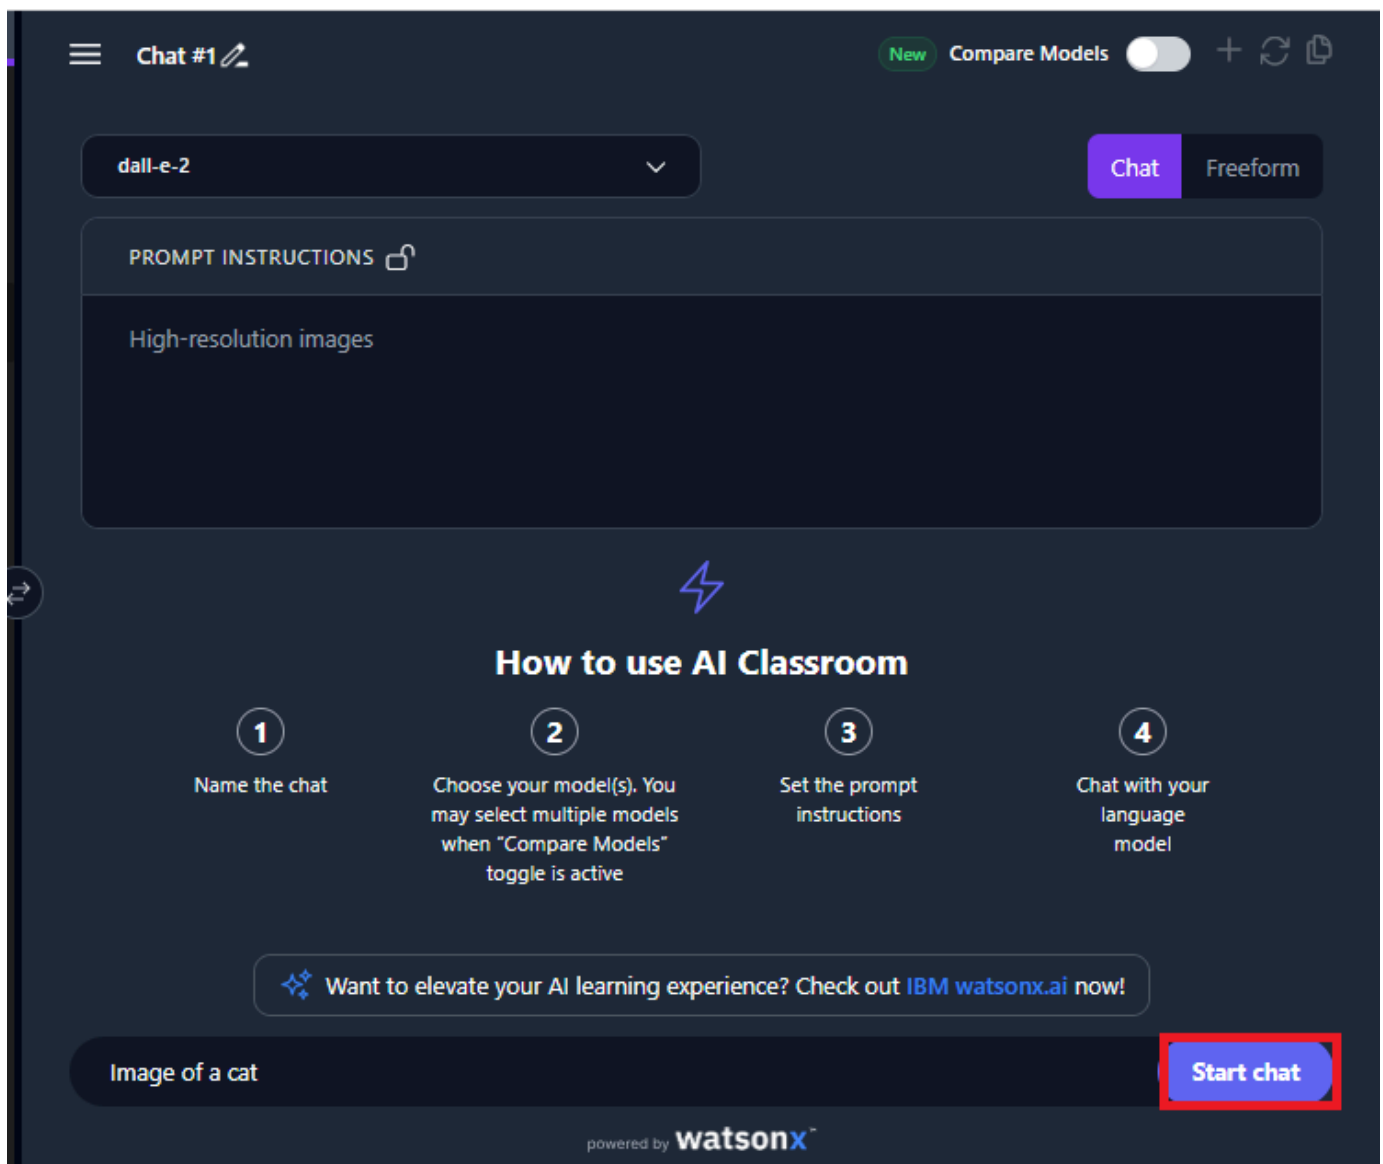 Chat #1
New Compare Models
dall-e-2
Chat Freeform
PROMPT INSTRUCTIONS
High-resolution images
How to use AI Classroom
1
Name the chat
2
Choose your model(s). You
may select multiple models
when "Compare Models"
toggle is active
3
Set the prompt
instructions
4
Chat with your
language
model
Want to elevate your AI learning experience? Check out IBM watsonx.ai now!
Image of a cat
Start chat
powered by watsonx™